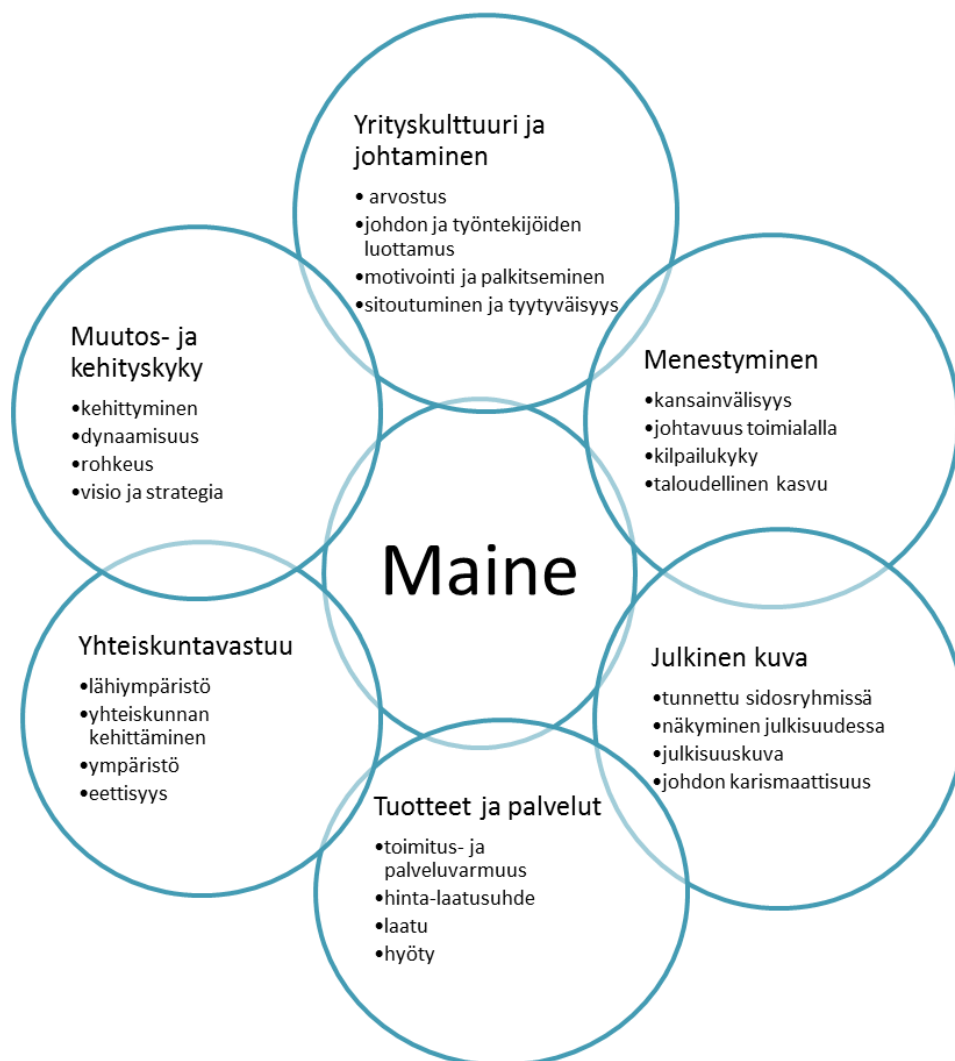 Yrityskulttuuri ja
johtaminen
• arvostus
•johdon ja työntekijöiden
luottamus
•motivointi ja palkitseminen
•sitoutuminen ja tyytyväisyys
Menestyminen
•kansainvälisyys
•johtavuus toimialalla
•kilpailukyky
•taloudellinen kasvu
Julkinen kuva
•tunnettu sidosryhmissä
•näkyminen julkisuudessa
•julkisuuskuva
•johdon karismaattisuus
Tuotteet ja palvelut
•toimitus- ja
palveluvarmuus
•hinta-laatusuhde
•laatu
•hyöty
Yhteiskuntavastuu
•lähiympäristö
•yhteiskunnan
kehittäminen
•ympäristö
•eettisyys
Muutos- ja
kehityskyky
•kehittyminen
•dynaamisuus
•rohkeus
•visio ja strategia
Maine